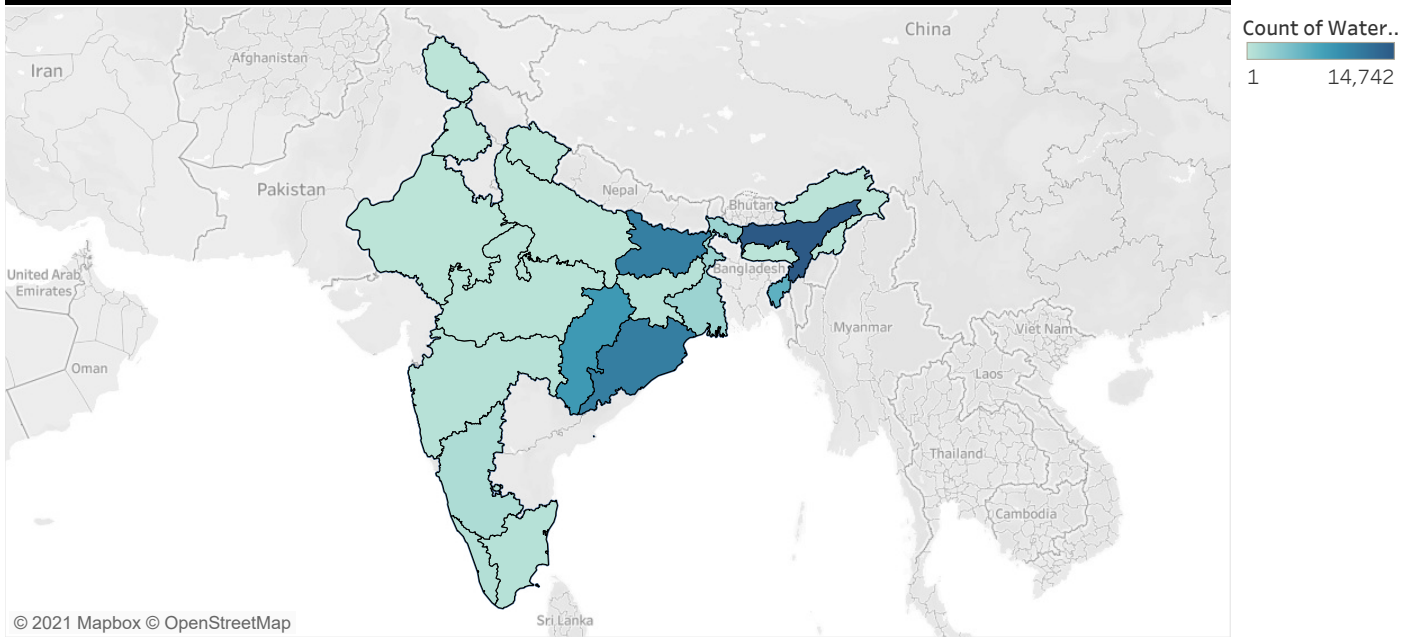 China
Count of Water..
1 14,742
Iran
Afghanistan
Pakistan
Nepal
Bhutan
Bangladesh
United Arab
Emirates
Oman
Myanmar
Viet Nam
Laos
Thailand
Cambodia
Sri Lanka
© 2021 Mapbox © OpenStreetMap